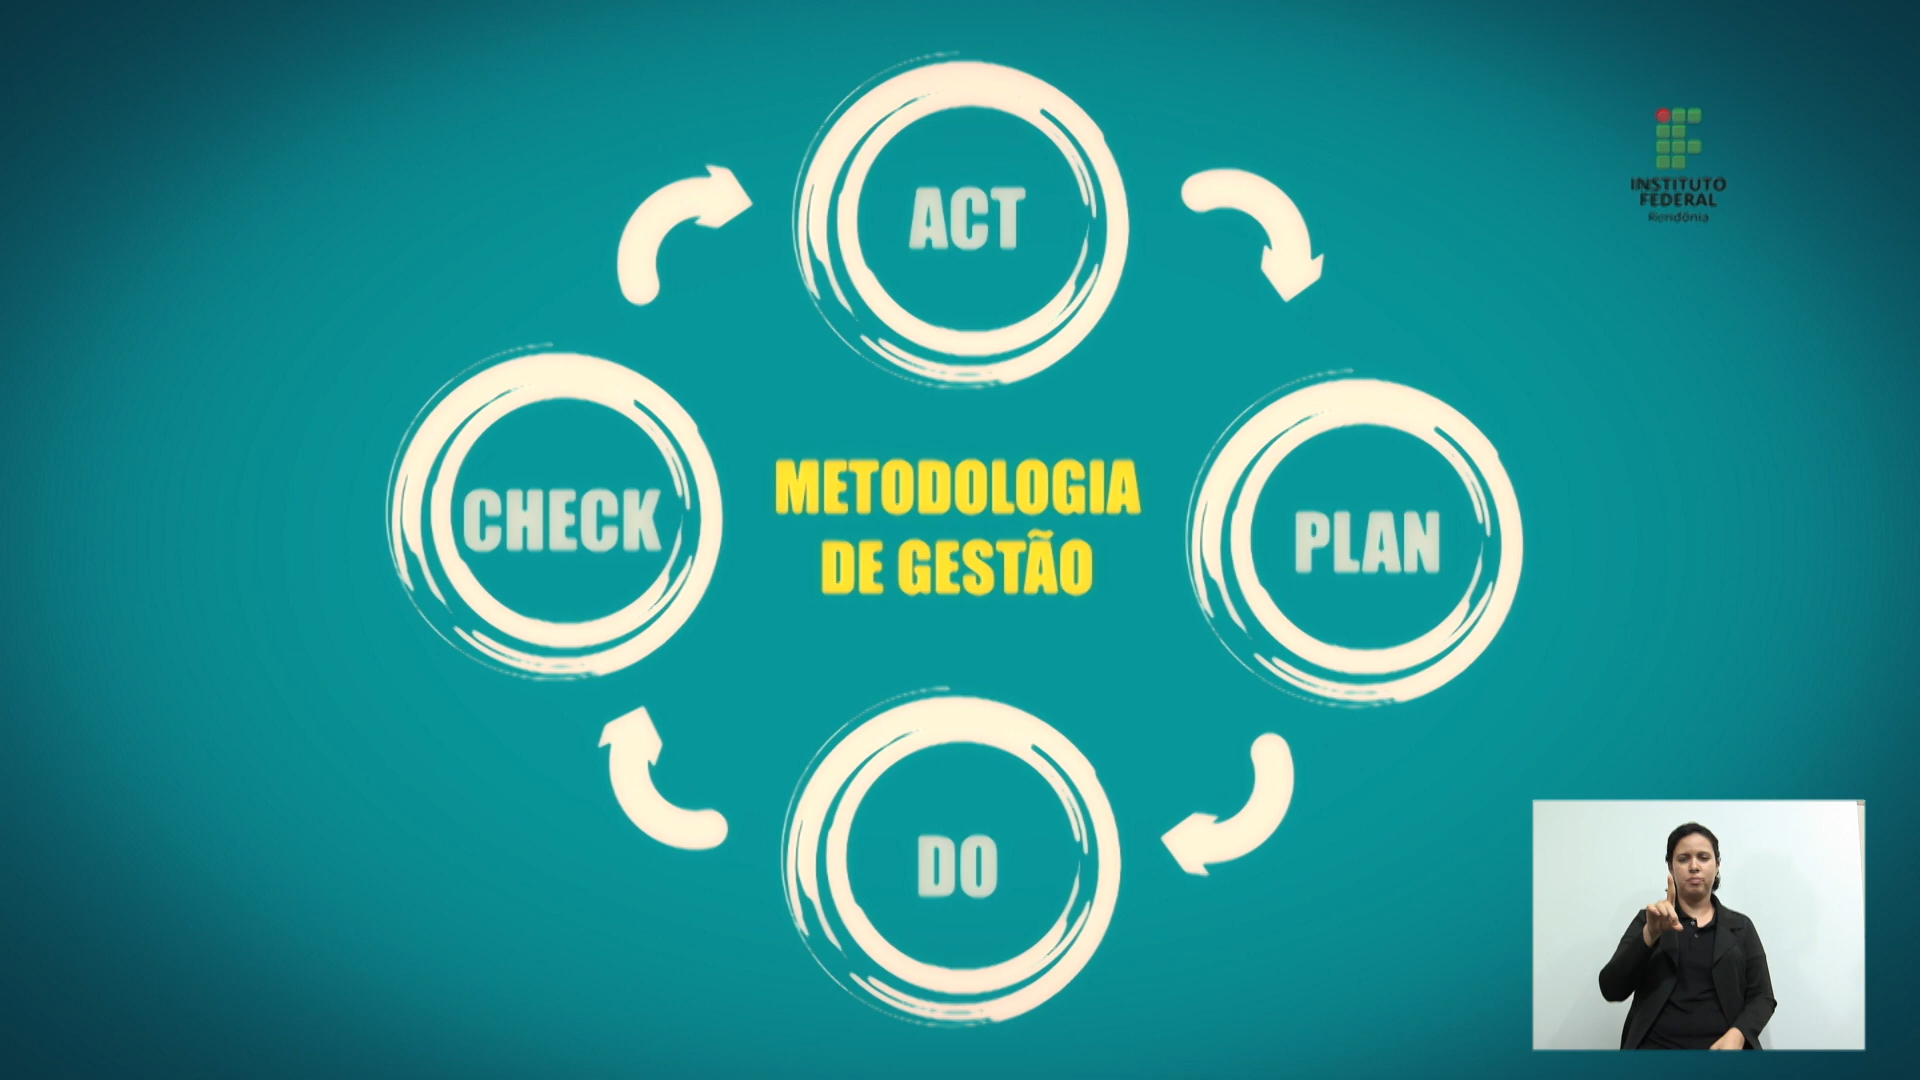 ACT
INSTITUTO
FEDERAL
Rondônia
CHECK
METODOLOGIA
DE GESTÃO
PLAN
DO